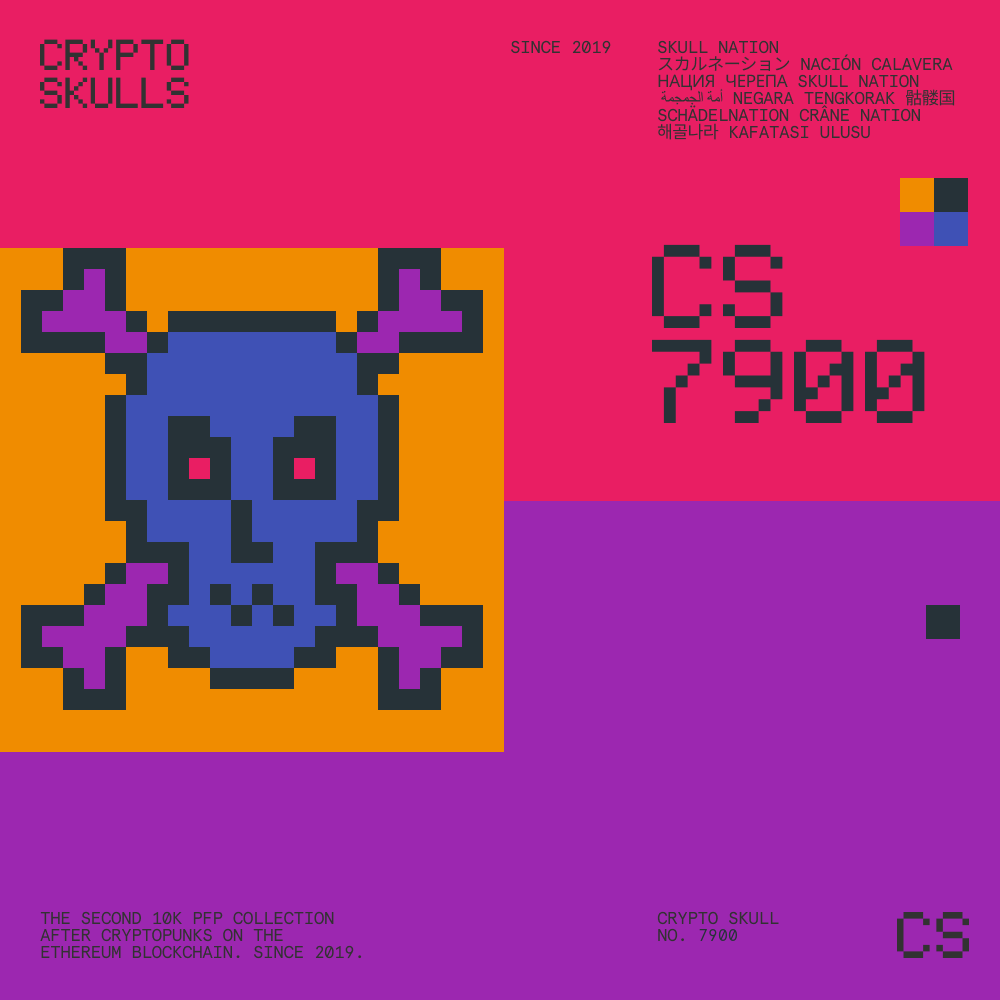 CRYPTO
SKULLS
SINCE 2019
SKULL NATION
スカルネーション NACIÓN CALAVERA
НАЦИЯ ЧЕРЕПА SKULL NATION
أمة الجمجمة NEGARA TENGKORAK 骷髅国
SCHÄDELNATION CRÂNE NATION
해골나라 KAFATASI ULUSU
CS
7900
THE SECOND 10K PFP COLLECTION
AFTER CRYPTOPUNKS ON THE
ETHEREUM BLOCKCHAIN. SINCE 2019.
CRYPTO SKULL
NO. 7900
CS